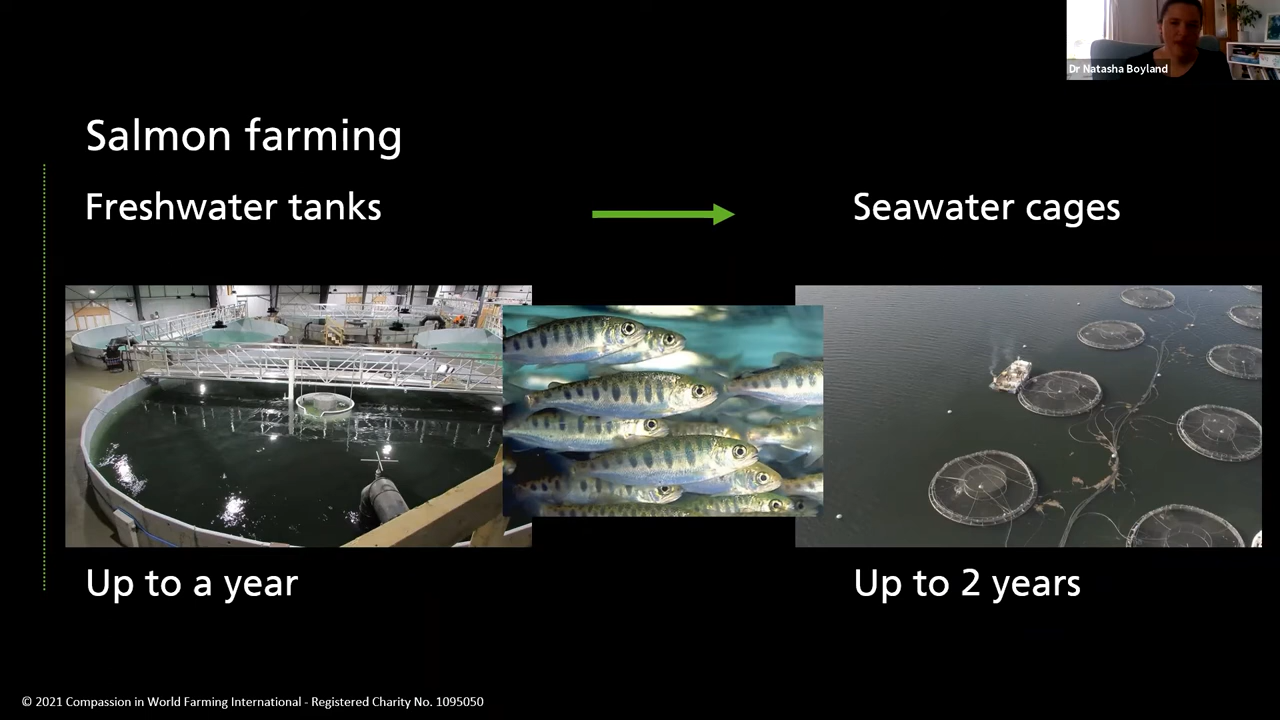 Dr Natasha Boyland
Salmon farming
Freshwater tanks
Seawater cages
Up to a year
Up to 2 years
© 2021 Compassion in World Farming International - Registered Charity No. 1095050